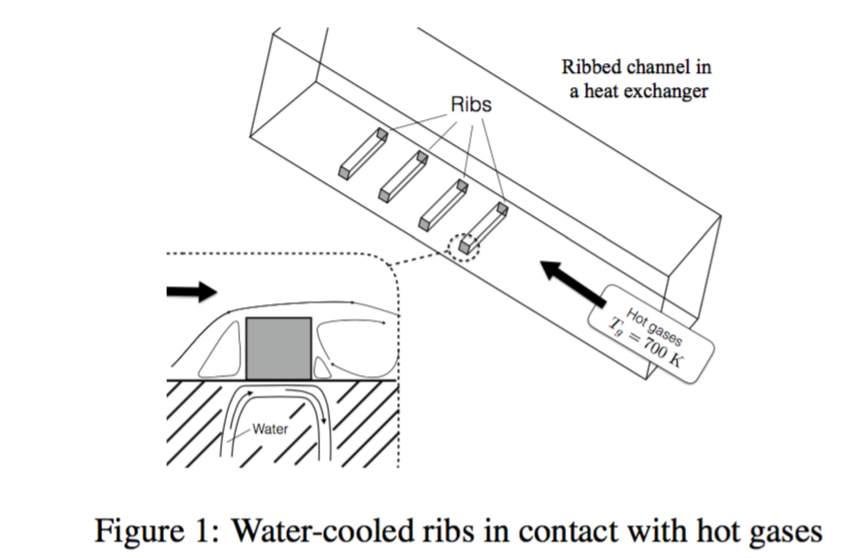 Ribbed channel in
a heat exchanger
Ribs
Hot gases
T_g = 700 K
Water
Figure 1: Water-cooled ribs in contact with hot gases